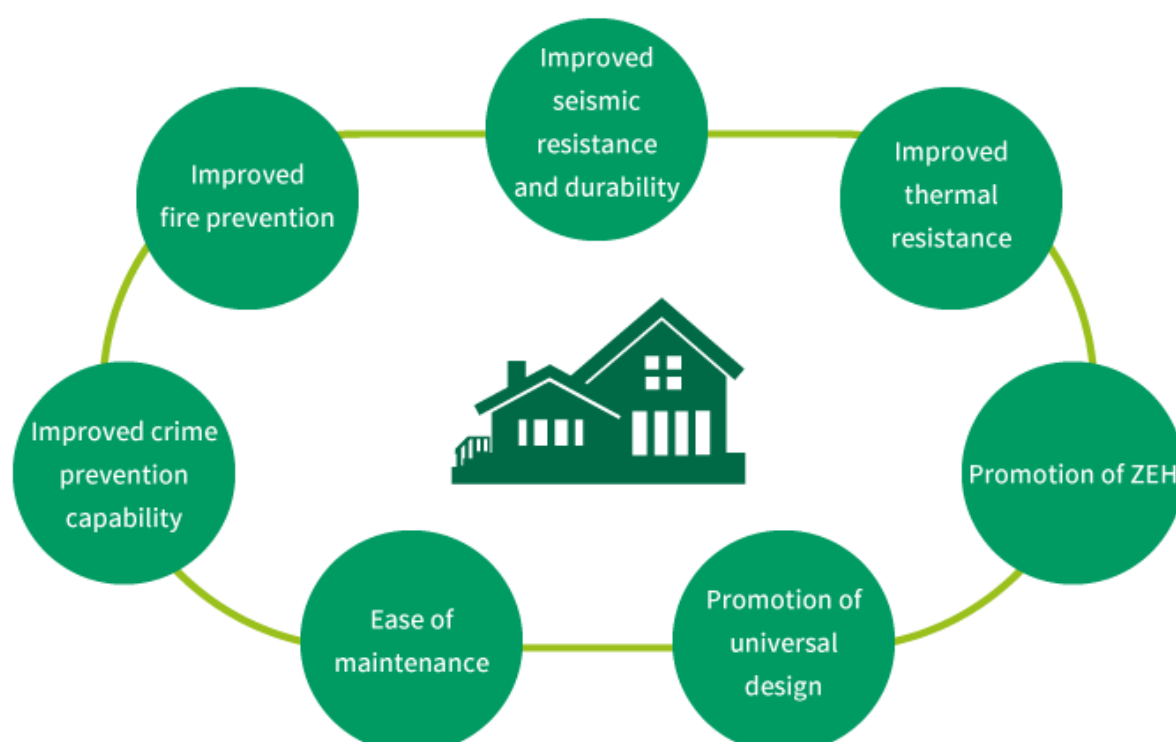 Improved
seismic
resistance
and durability
Improved
thermal
resistance
Promotion of ZEH
Promotion of
universal
design
Ease of
maintenance
Improved crime
prevention
capability
Improved
fire prevention